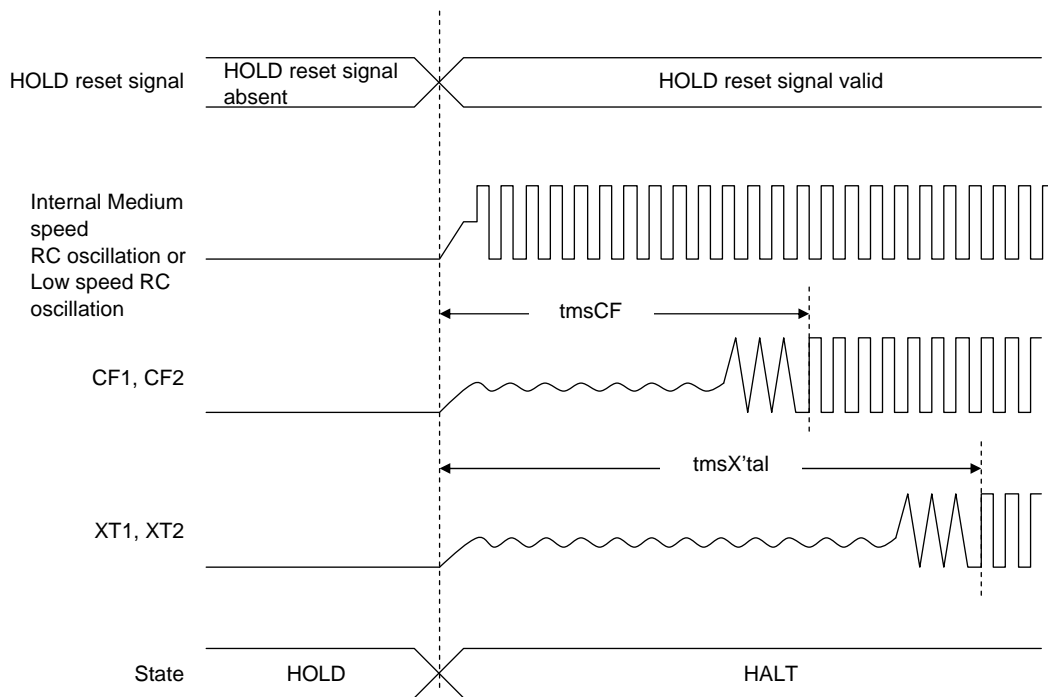 HOLD reset signal
HOLD reset signal
absent
HOLD reset signal valid
Internal Medium
speed
RC oscillation or
Low speed RC
oscillation
tmsCF
CF1, CF2
tmsX’tal
XT1, XT2
State
HOLD
HALT